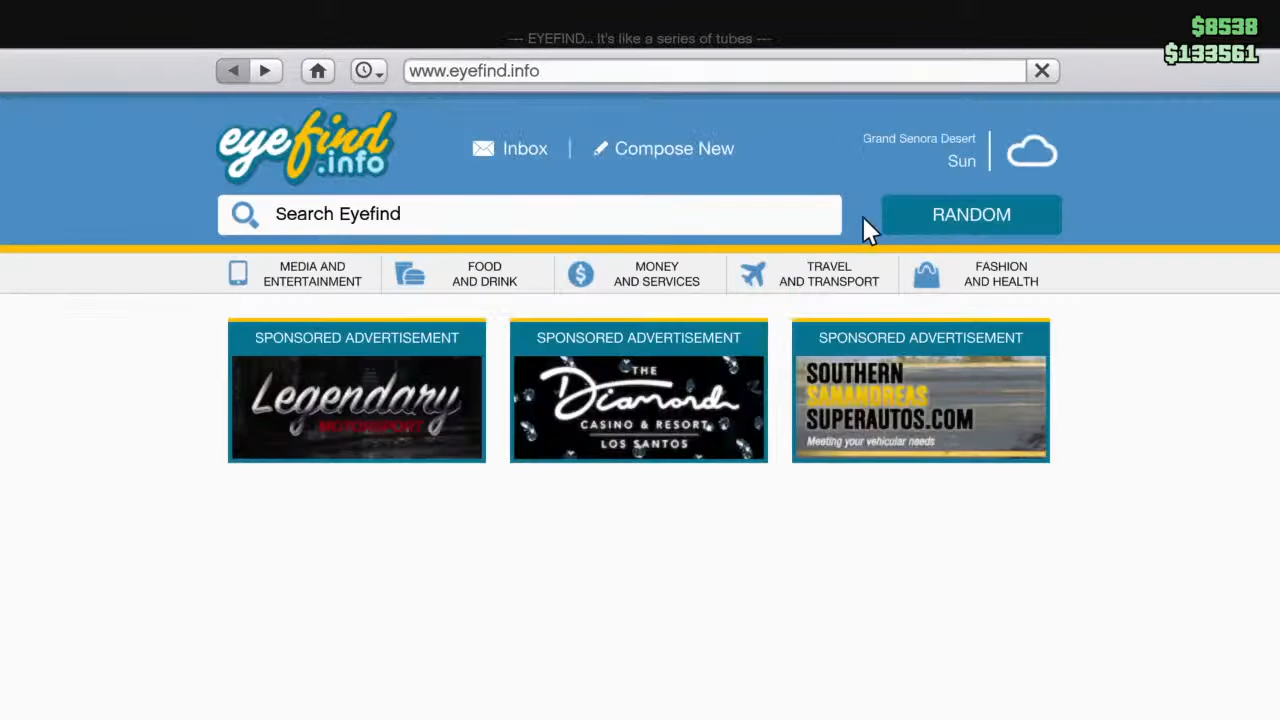 --- EYEFIND... It's like a series of tubes ---
$8538
$133561
www.eyefind.info
eyefind
.info
Inbox
Compose New
Grand Senora Desert
Sun
Search Eyefind
RANDOM
MEDIA AND
ENTERTAINMENT
FOOD
AND DRINK
MONEY
AND SERVICES
TRAVEL
AND TRANSPORT
FASHION
AND HEALTH
SPONSORED ADVERTISEMENT
Legendary
MOTORSPORT
SPONSORED ADVERTISEMENT
THE
Diamond
CASINO & RESORT
LOS SANTOS
SPONSORED ADVERTISEMENT
SOUTHERN
SANANDREAS
SUPERAUTOS.COM
Meeting your vehicular needs